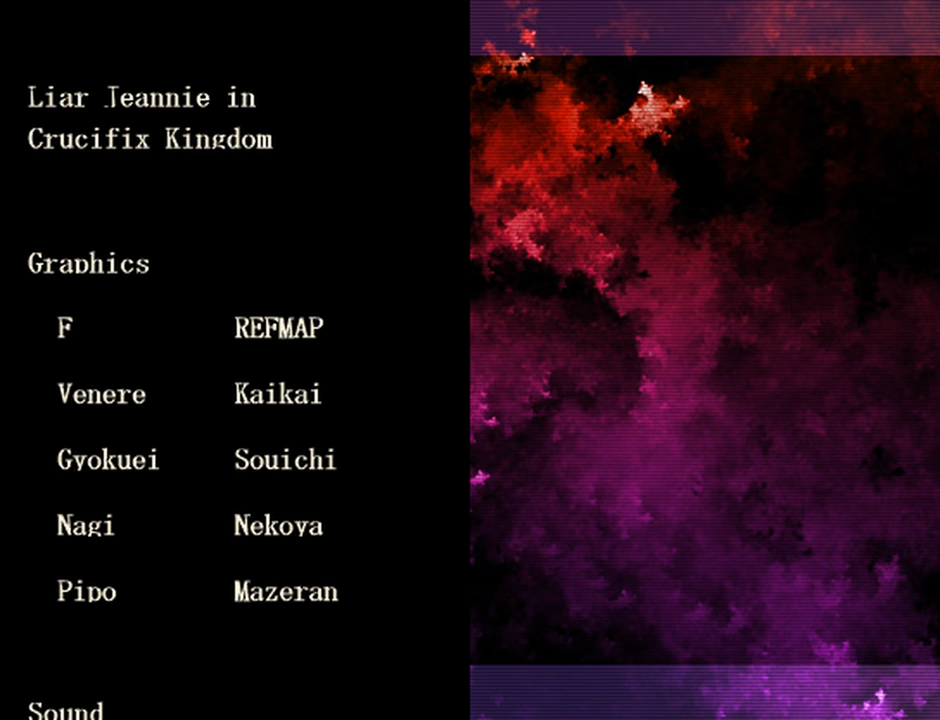 Liar Jeannie in
Crucifix Kingdom
Graphics
F REFMAP
Venere Kaikai
Gyokuei Souichi
Nagi Nekoya
Pipo Mazeran
Sound